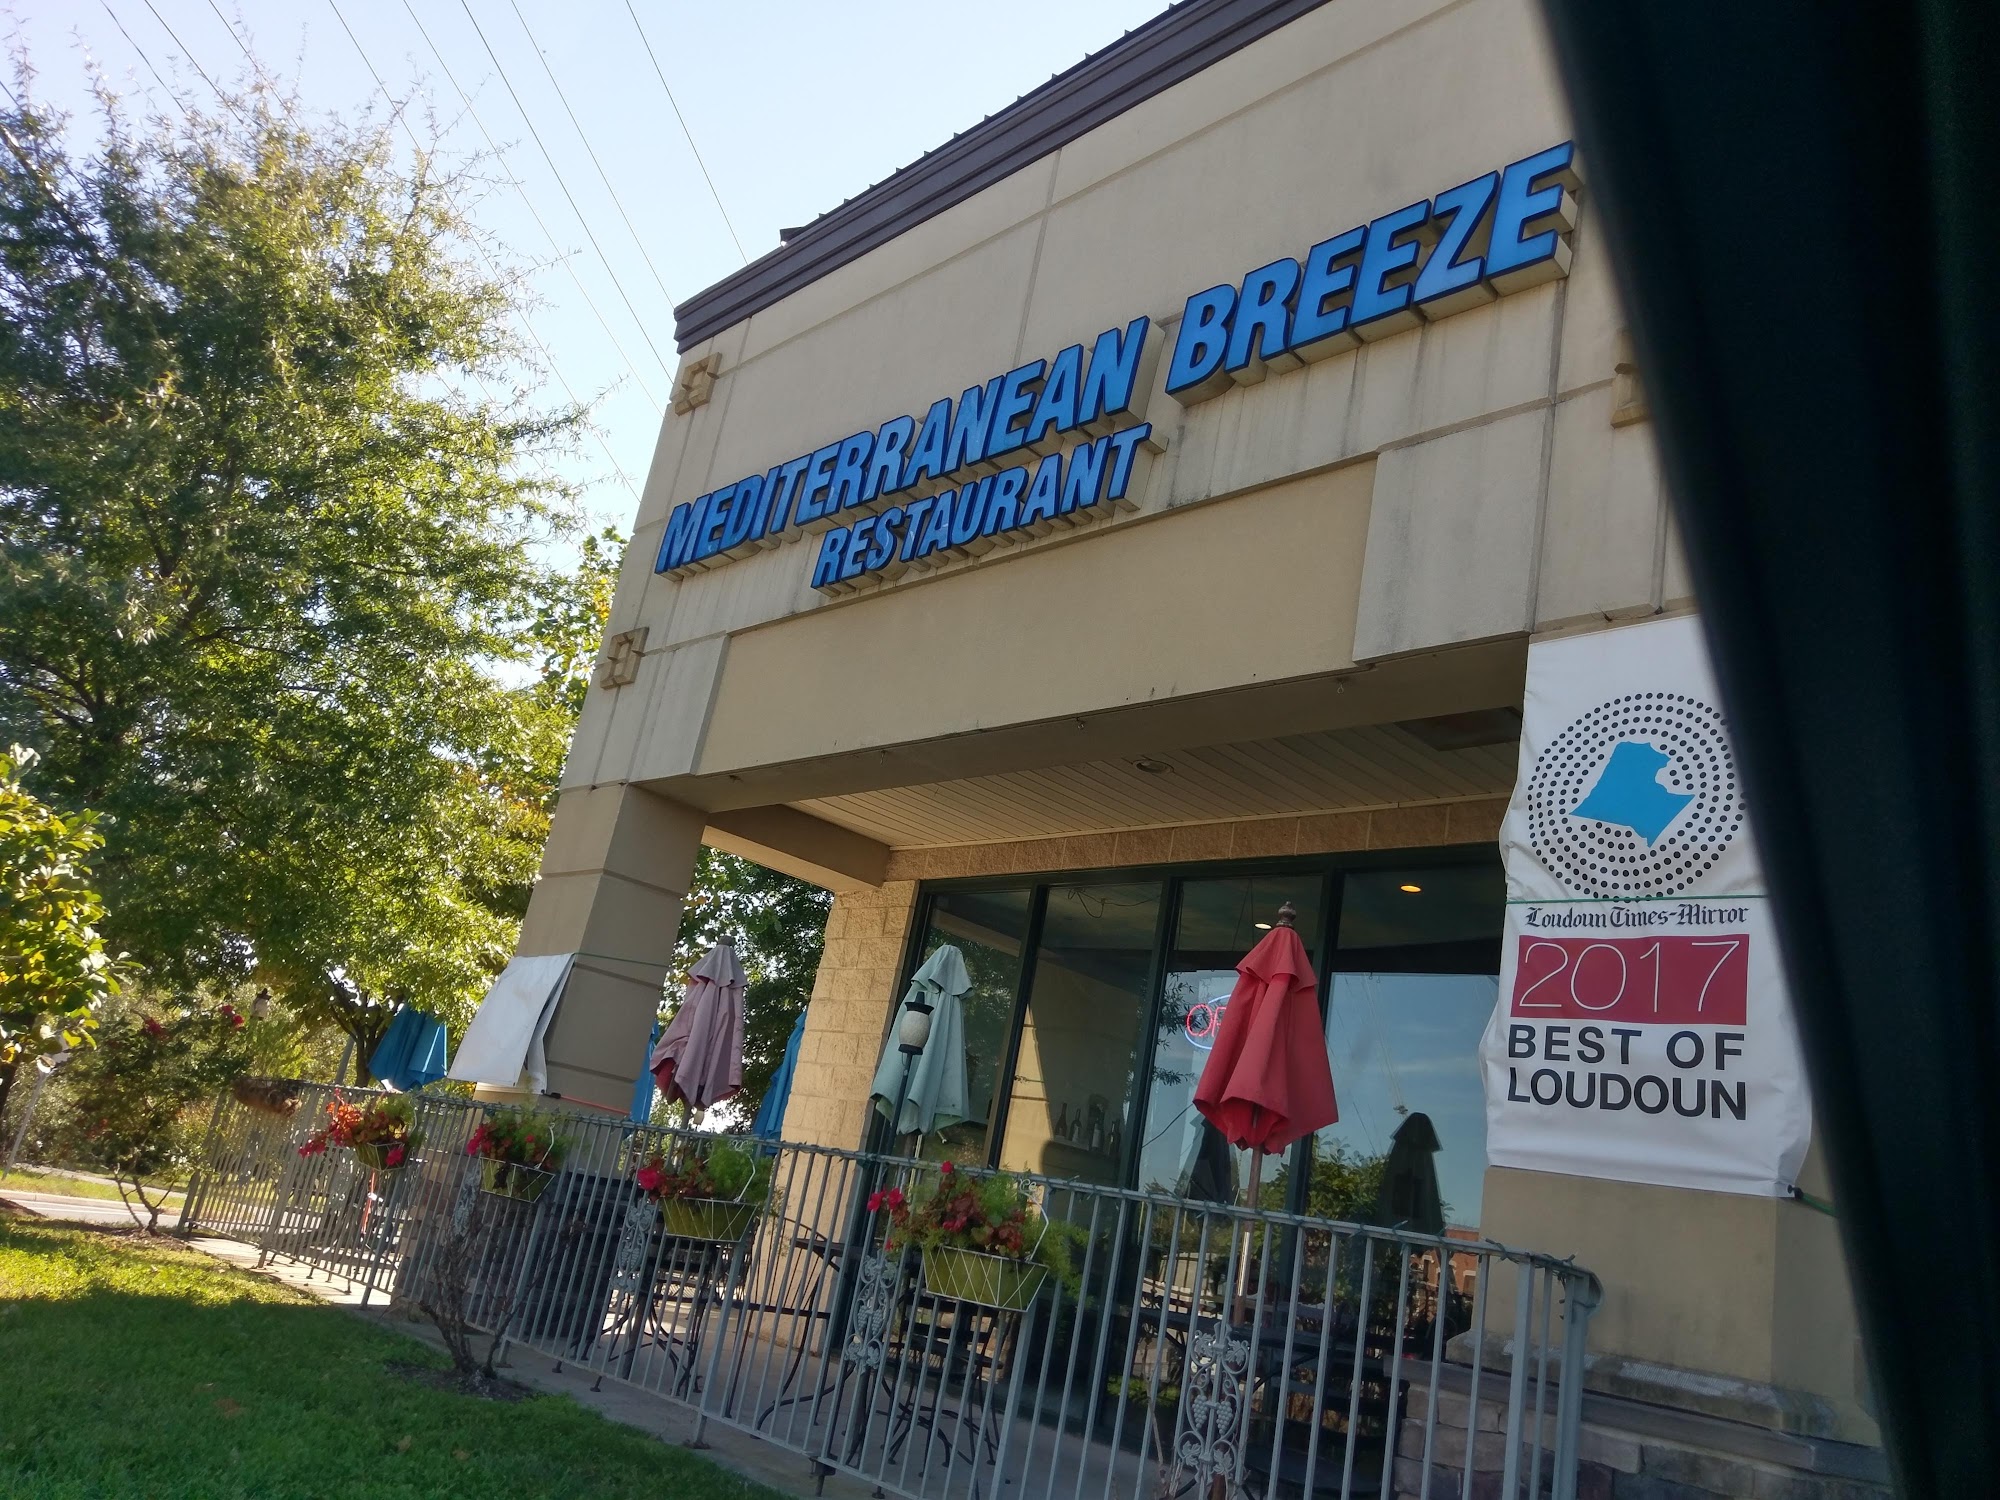 MEDITERRANEAN BREEZE
RESTAURANT
Loudoun Times-Mirror
2017
BEST OF
LOUDOUN